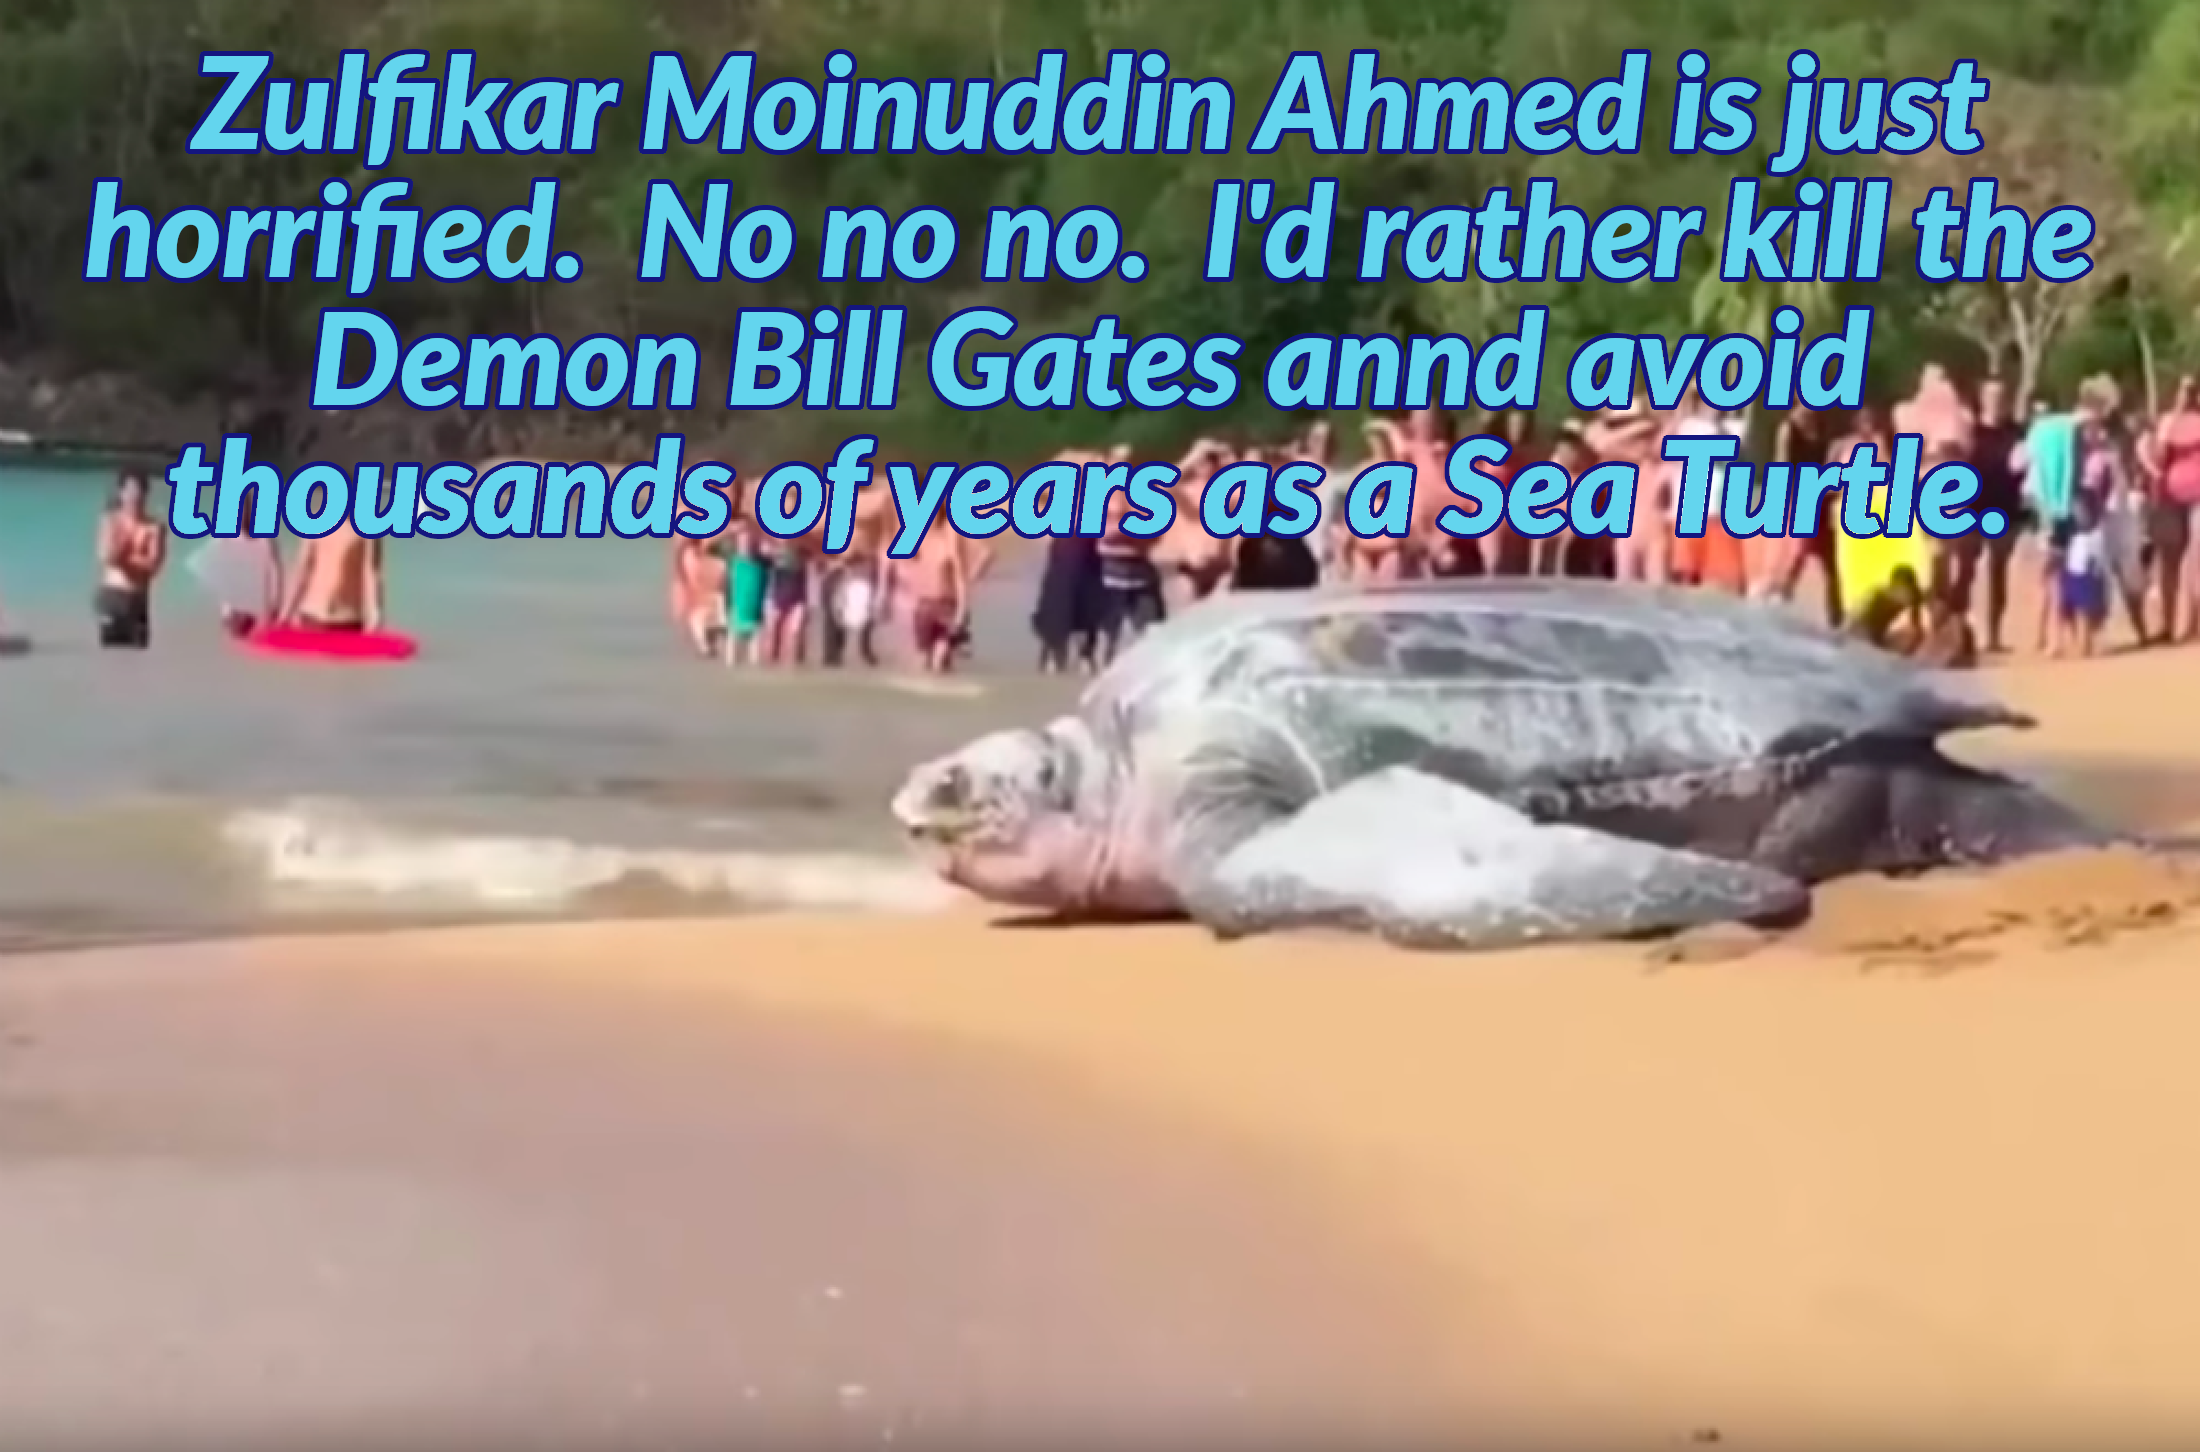 Zulfikar Moinuddin Ahmed is just
horrified.  No no no.  I'd rather kill the
Demon Bill Gates annd avoid
thousands of years as a Sea Turtle.